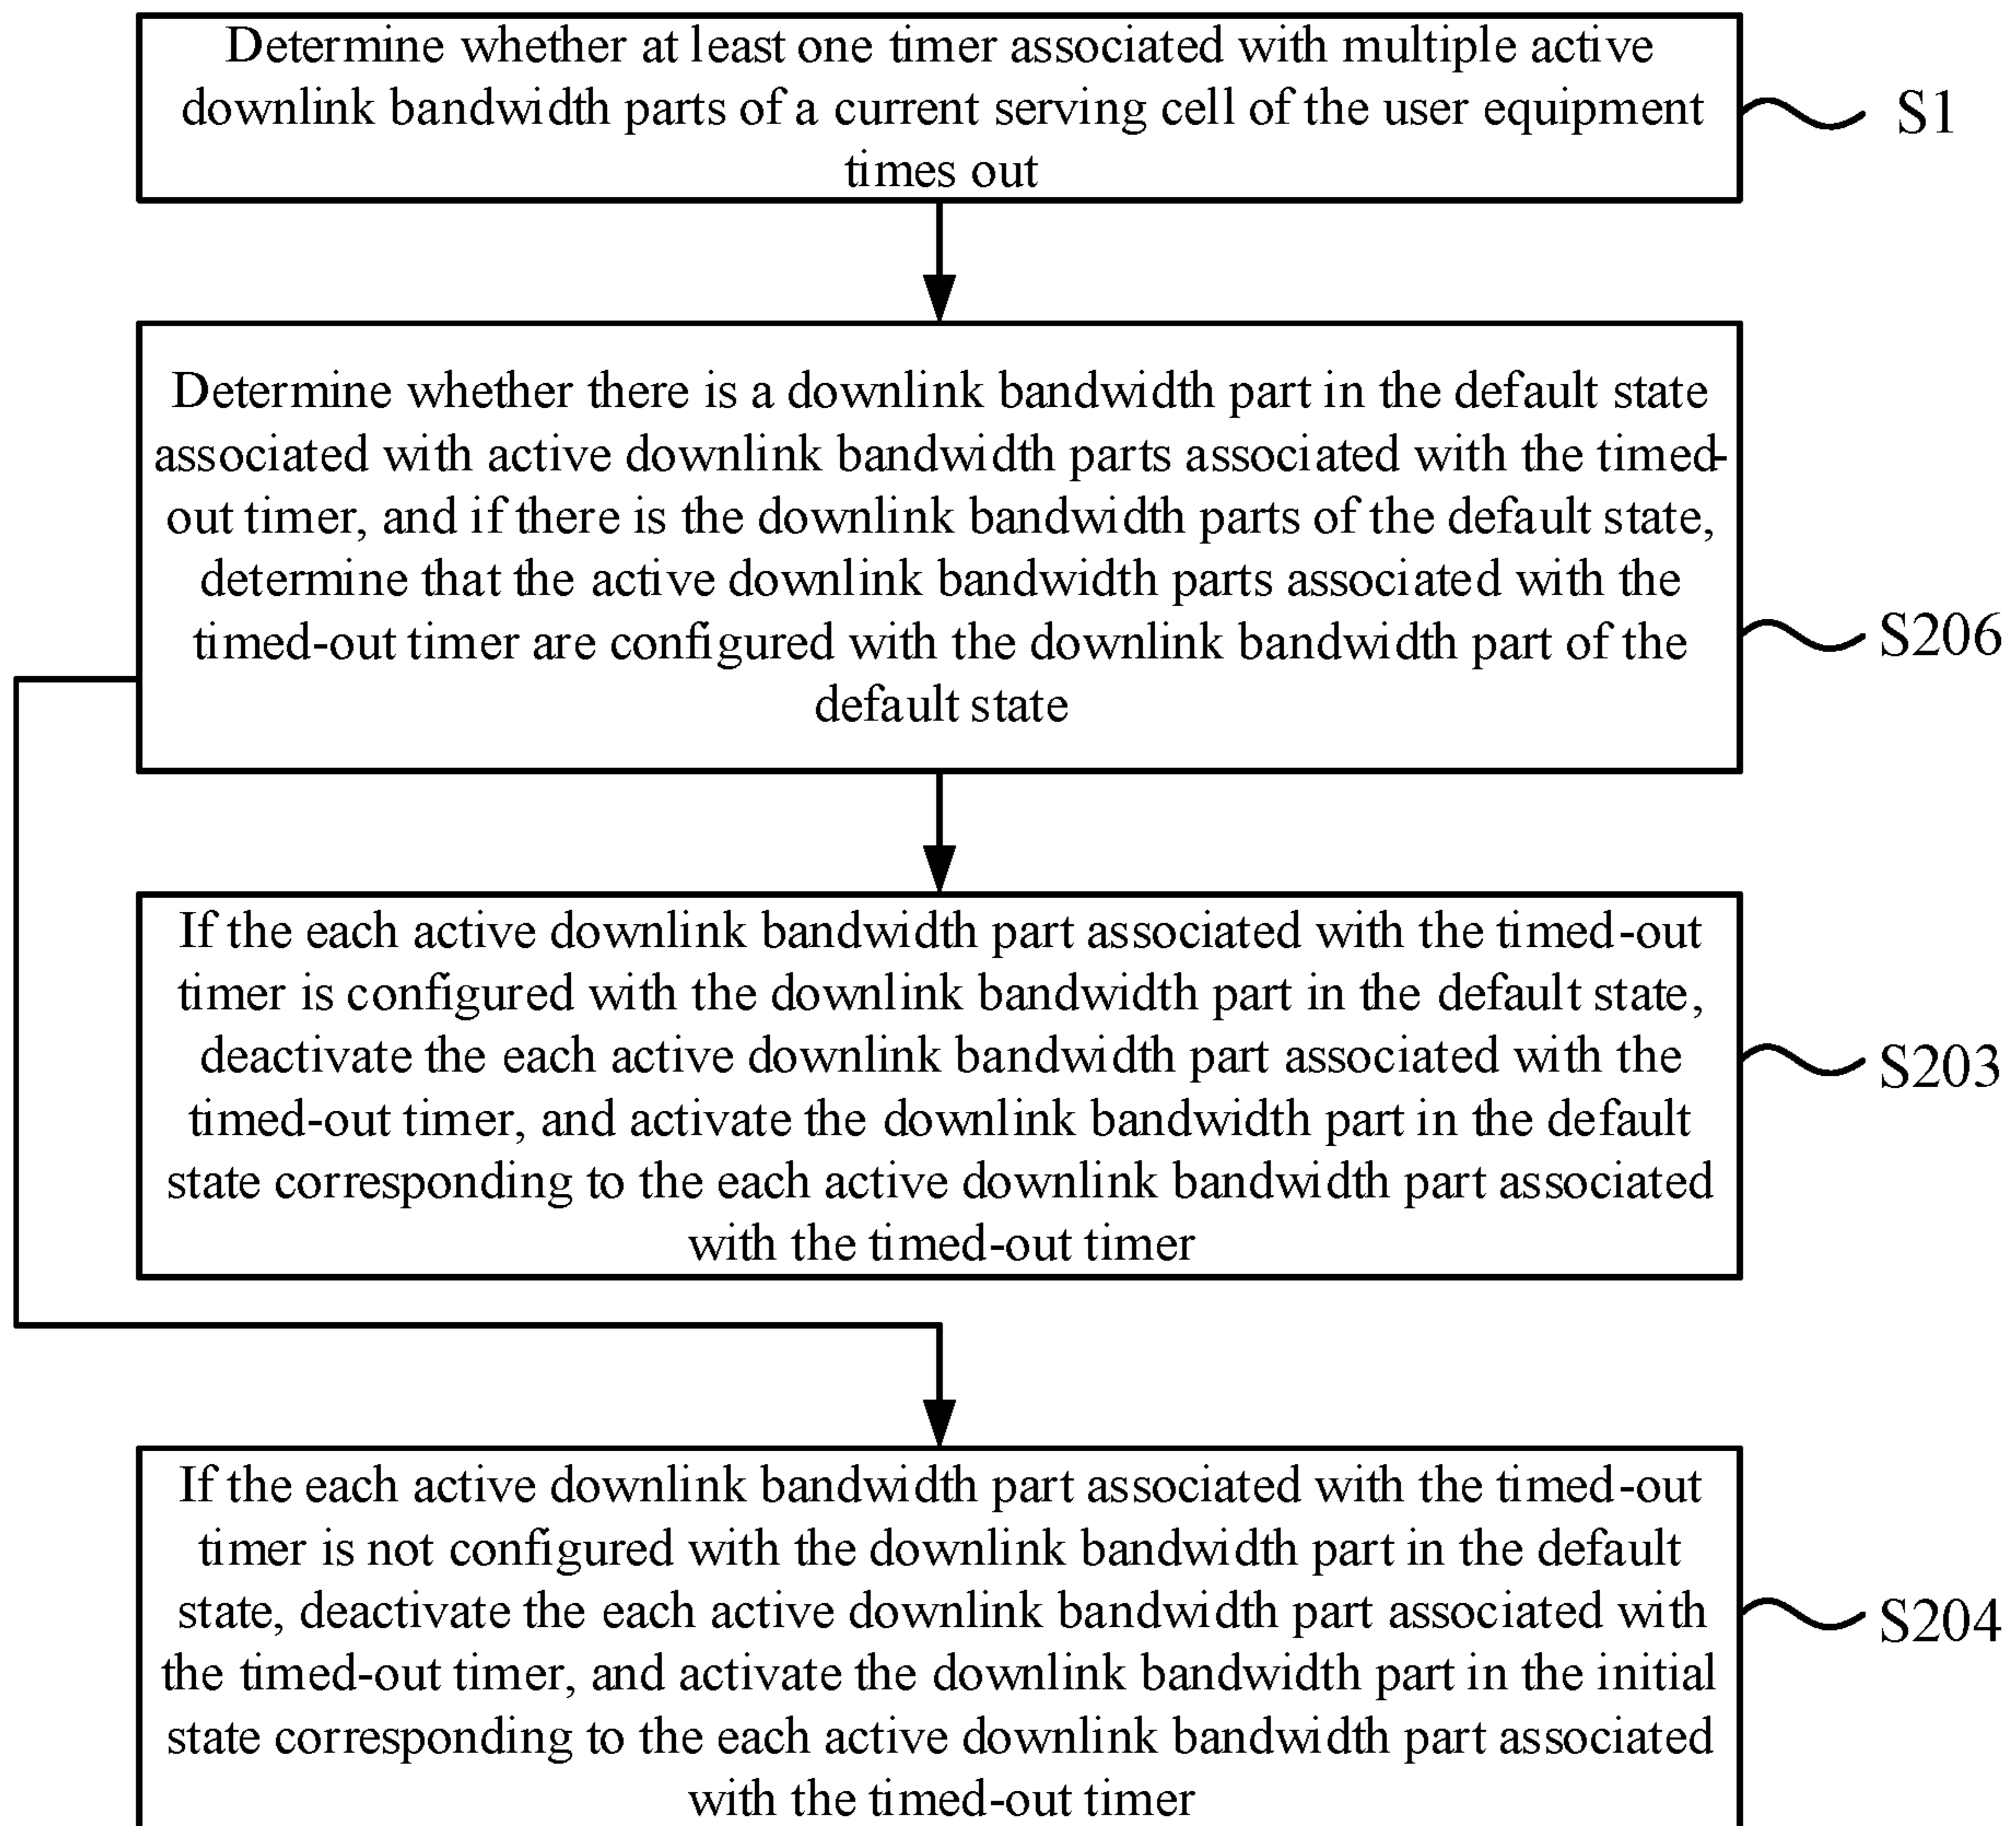 Determine whether at least one timer associated with multiple active
downlink bandwidth parts of a current serving cell of the user equipment
times out
S1
Determine whether there is a downlink bandwidth part in the default state
associated with active downlink bandwidth parts associated with the timed-
out timer, and if there is the downlink bandwidth parts of the default state,
determine that the active downlink bandwidth parts associated with the
timed-out timer are configured with the downlink bandwidth part of the
default state
S206
If the each active downlink bandwidth part associated with the timed-out
timer is configured with the downlink bandwidth part in the default state,
deactivate the each active downlink bandwidth part associated with the
timed-out timer, and activate the downlink bandwidth part in the default
state corresponding to the each active downlink bandwidth part associated
with the timed-out timer
S203
If the each active downlink bandwidth part associated with the timed-out
timer is not configured with the downlink bandwidth part in the default
state, deactivate the each active downlink bandwidth part associated with
the timed-out timer, and activate the downlink bandwidth part in the initial
state corresponding to the each active downlink bandwidth part associated
with the timed-out timer
S204